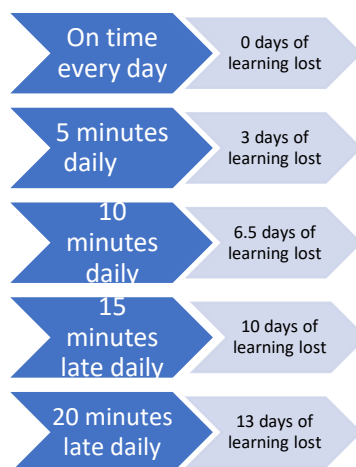 On time
every day
0 days of
learning lost
5 minutes
daily
3 days of
learning lost
10
minutes
daily
6.5 days of
learning lost
15
minutes
late daily
10 days of
learning lost
20 minutes
late daily
13 days of
learning lost